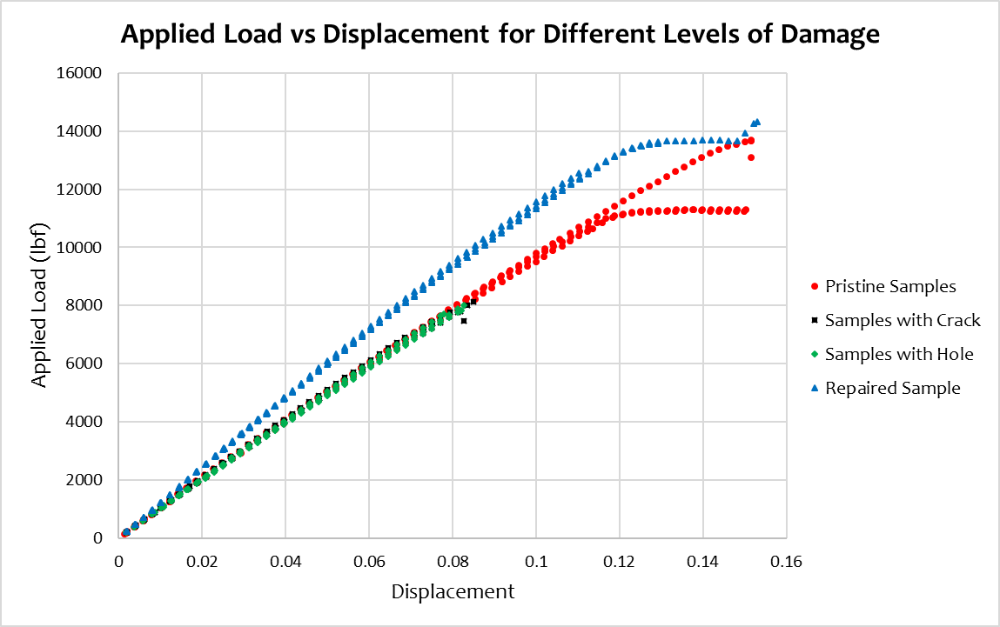 Applied Load vs Displacement for Different Levels of Damage
16000
14000
12000
10000
8000
6000
4000
2000
0
Applied Load (lbf)
0 0.02 0.04 0.06 0.08 0.1 0.12 0.14 0.16
Displacement
Pristine Samples
Samples with Crack
Samples with Hole
Repaired Sample